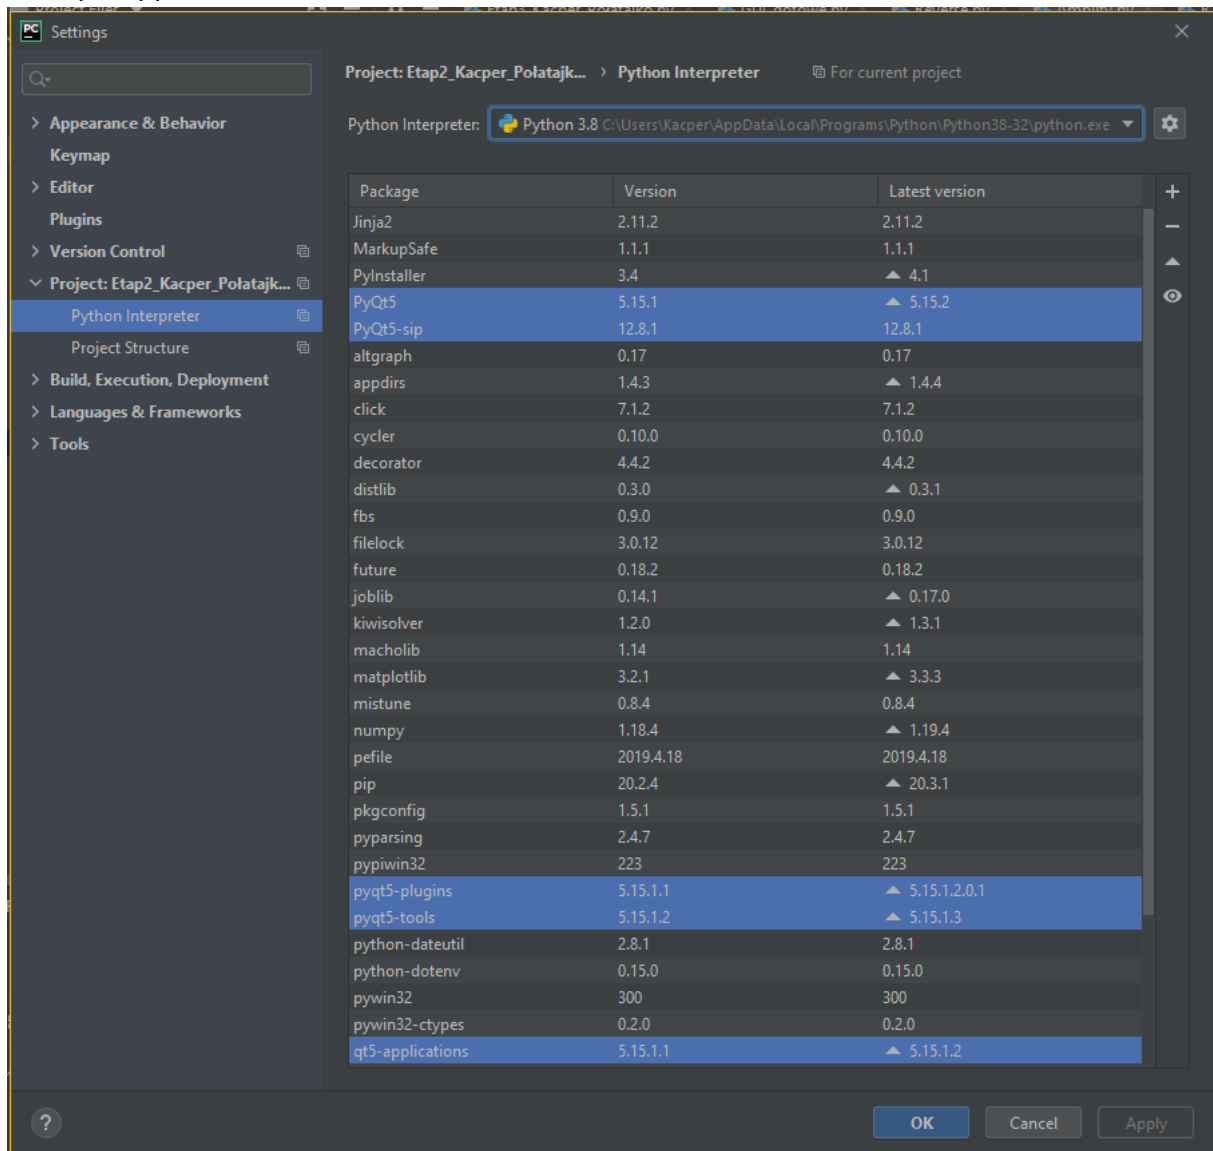 PC Settings
Project: Etap2_Kacper_Połatajk... > Python Interpreter For current project
Appearance & Behavior
Keymap
Editor
Plugins
Version Control
Project: Etap2_Kacper_Połatajk...
Python Interpreter
Project Structure
Build, Execution, Deployment
Languages & Frameworks
Tools
Python Interpreter: Python 3.8 C:\Users\Kacper\AppData\Local\Programs\Python\Python38-32\python.exe
Package Version Latest version
Jinja2 2.11.2 2.11.2
MarkupSafe 1.1.1 1.1.1
PyInstaller 3.4 4.1
PyQt5 5.15.1 5.15.2
PyQt5-sip 12.8.1 12.8.1
altgraph 0.17 0.17
appdirs 1.4.3 1.4.4
click 7.1.2 7.1.2
cycler 0.10.0 0.10.0
decorator 4.4.2 4.4.2
distlib 0.3.0 0.3.1
fbs 0.9.0 0.9.0
filelock 3.0.12 3.0.12
future 0.18.2 0.18.2
joblib 0.14.1 0.17.0
kiwisolver 1.2.0 1.3.1
macholib 1.14 1.14
matplotlib 3.2.1 3.3.3
mistune 0.8.4 0.8.4
numpy 1.18.4 1.19.4
pefile 2019.4.18 2019.4.18
pip 20.2.4 20.3.1
pkgconfig 1.5.1 1.5.1
pyparsing 2.4.7 2.4.7
pypiwin32 223 223
pyqt5-plugins 5.15.1.1 5.15.1.2.0.1
pyqt5-tools 5.15.1.2 5.15.1.3
python-dateutil 2.8.1 2.8.1
python-dotenv 0.15.0 0.15.0
pywin32 300 300
pywin32-ctypes 0.2.0 0.2.0
qt5-applications 5.15.1.1 5.15.1.2
? OK Cancel Apply